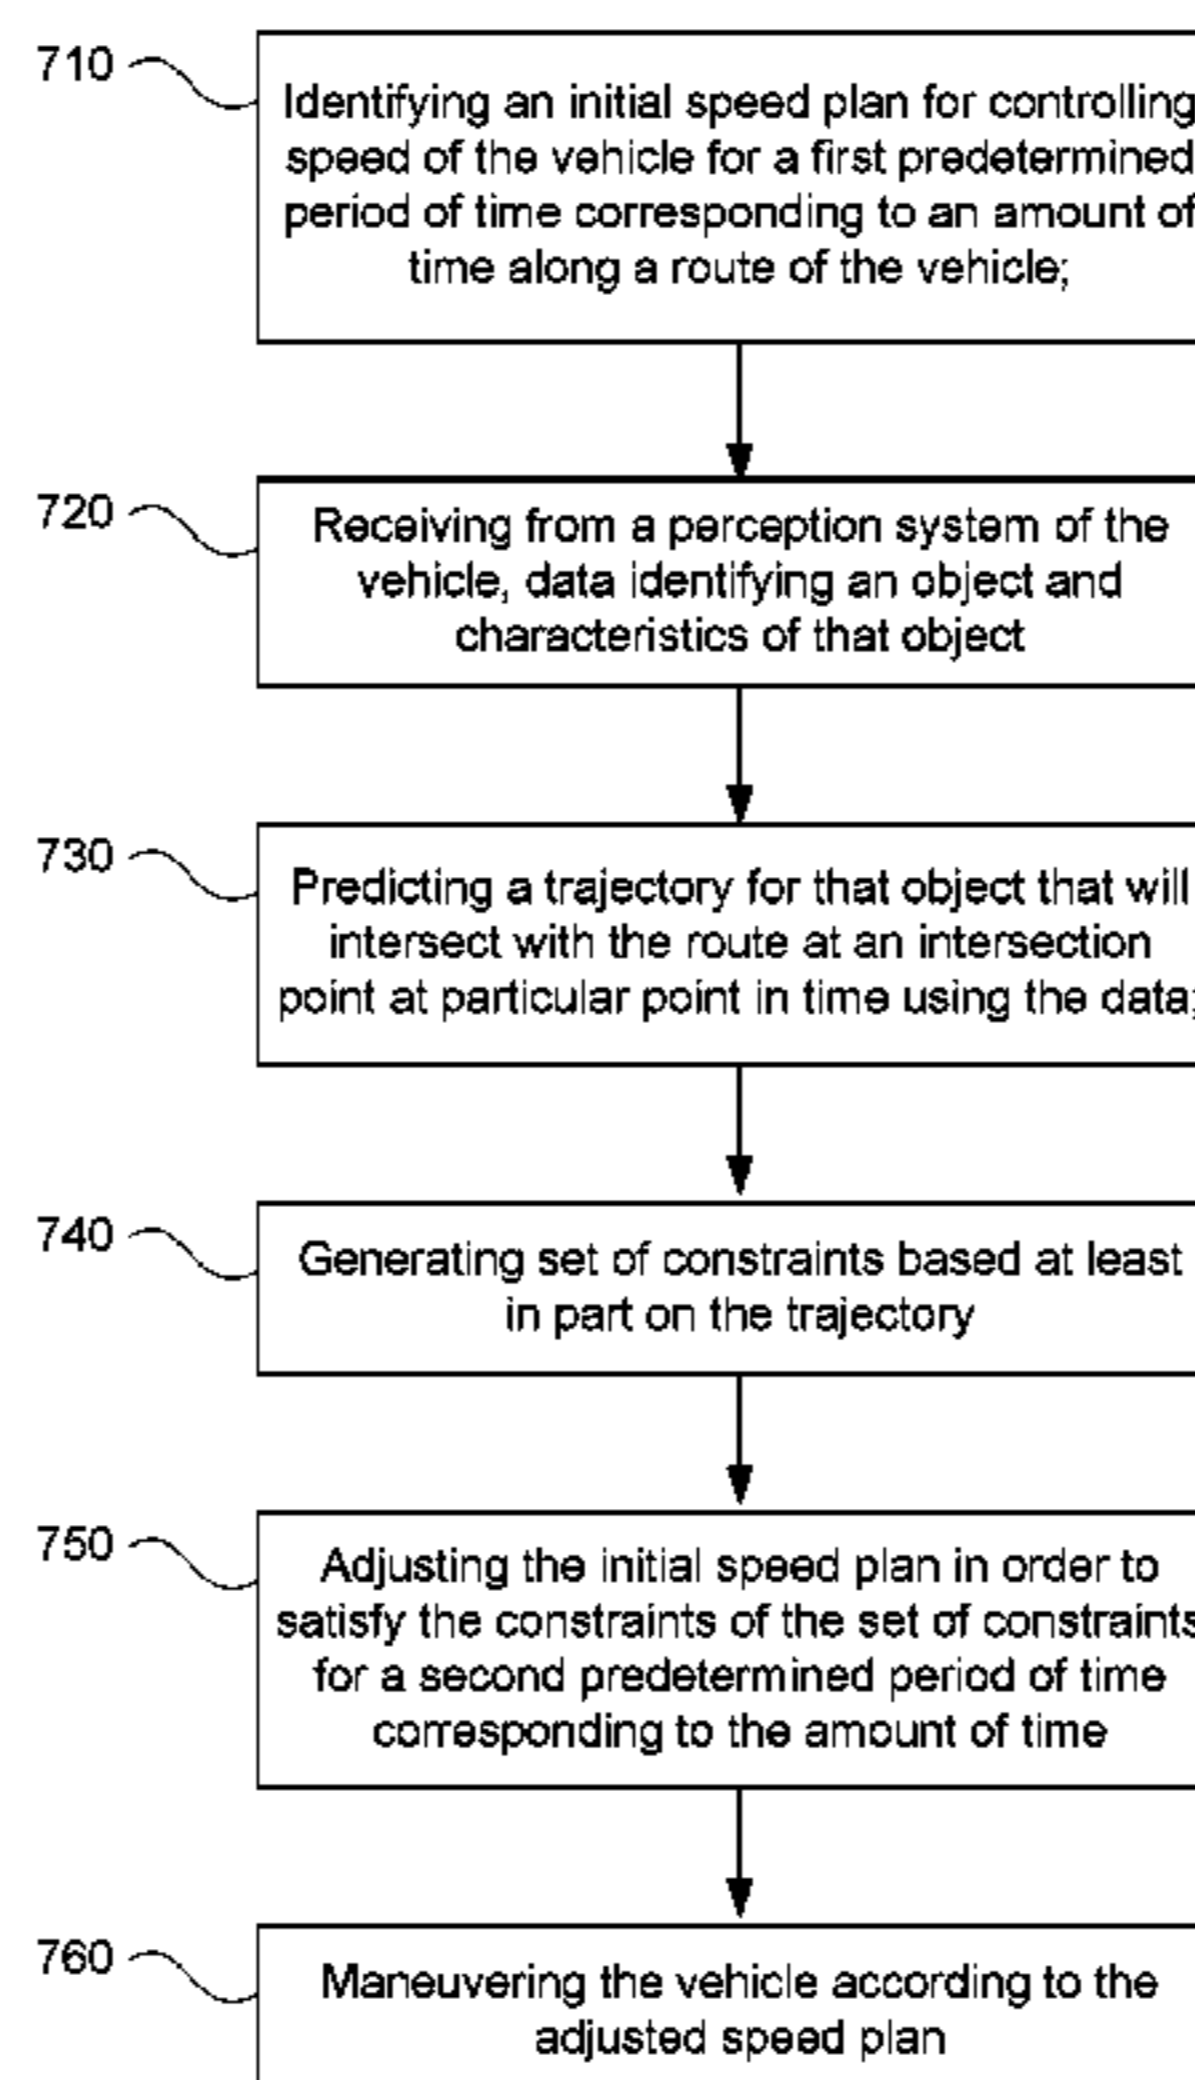 710
Identifying an initial speed plan for controlling
speed of the vehicle for a first predetermined
period of time corresponding to an amount of
time along a route of the vehicle;
720
Receiving from a perception system of the
vehicle, data identifying an object and
characteristics of that object
730
Predicting a trajectory for that object that will
intersect with the route at an intersection
point at particular point in time using the data;
740
Generating set of constraints based at least
in part on the trajectory
750
Adjusting the initial speed plan in order to
satisfy the constraints of the set of constraints
for a second predetermined period of time
corresponding to the amount of time
760
Maneuvering the vehicle according to the
adjusted speed plan